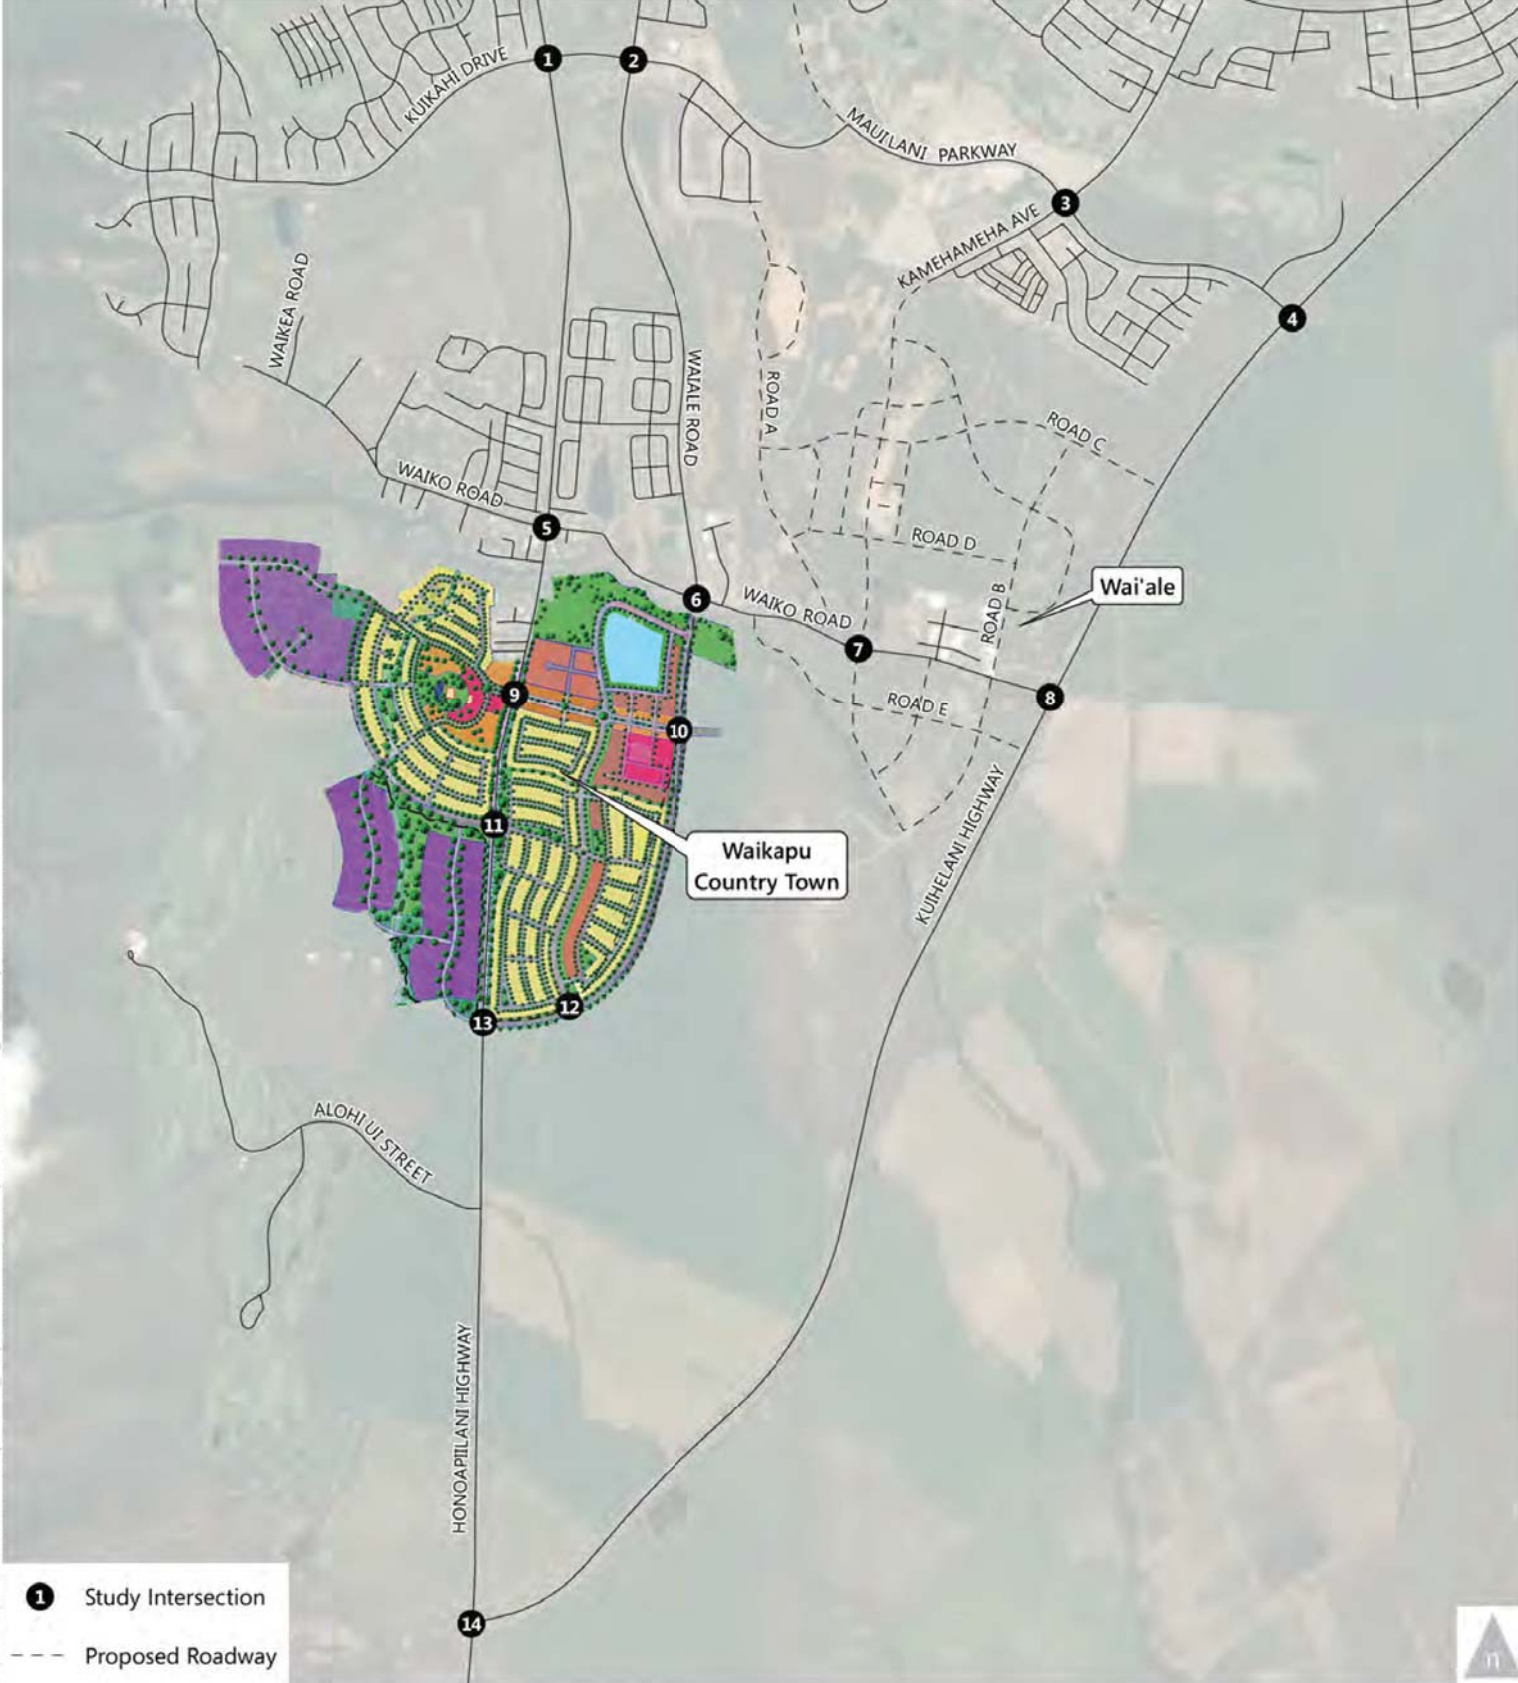 KUIKAHI DRIVE
1
2
MAUILANI PARKWAY
3
KAMEHAMEHA AVE
WAIKEA ROAD
4
WAIALE ROAD
ROAD A
ROAD C
WAIKO ROAD
5
ROAD D
6
WAIKO ROAD
ROAD B
Wai'ale
7
8
9
ROAD E
10
11
Waikapu
Country Town
KUIHELANI HIGHWAY
12
13
ALOHI UI STREET
HONOAPIILANI HIGHWAY
14
1 Study Intersection
Proposed Roadway
n